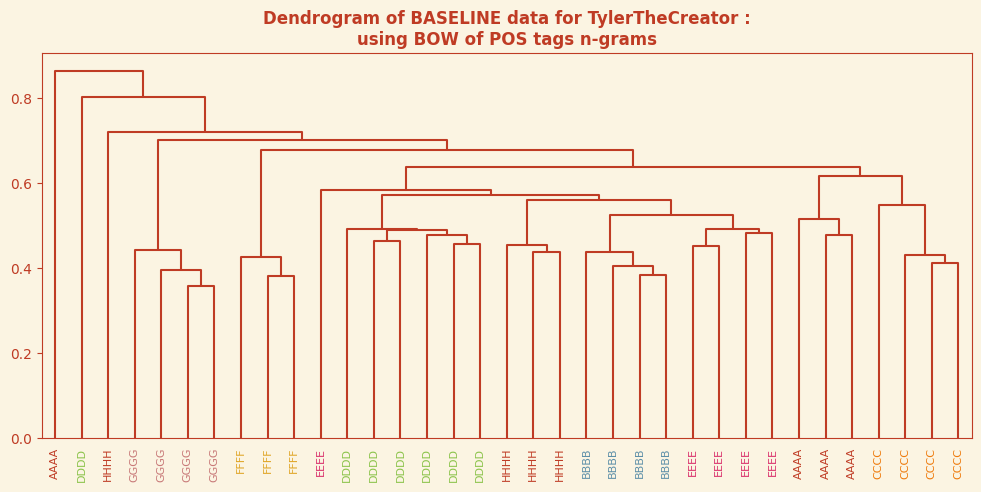 Dendrogram of BASELINE data for TylerTheCreator :
using BOW of POS tags n-grams
0.8
0.6
0.4
0.2
0.0
AAAA DDDD HHHH GGGG GGGG GGGG GGGG FFFF FFFF FFFF EEEE DDDD DDDD DDDD DDDD DDDD DDDD HHHH HHHH HHHH BBBB BBBB BBBB BBBB EEEE EEEE EEEE EEEE AAAA AAAA AAAA CCCC CCCC CCCC CCCC